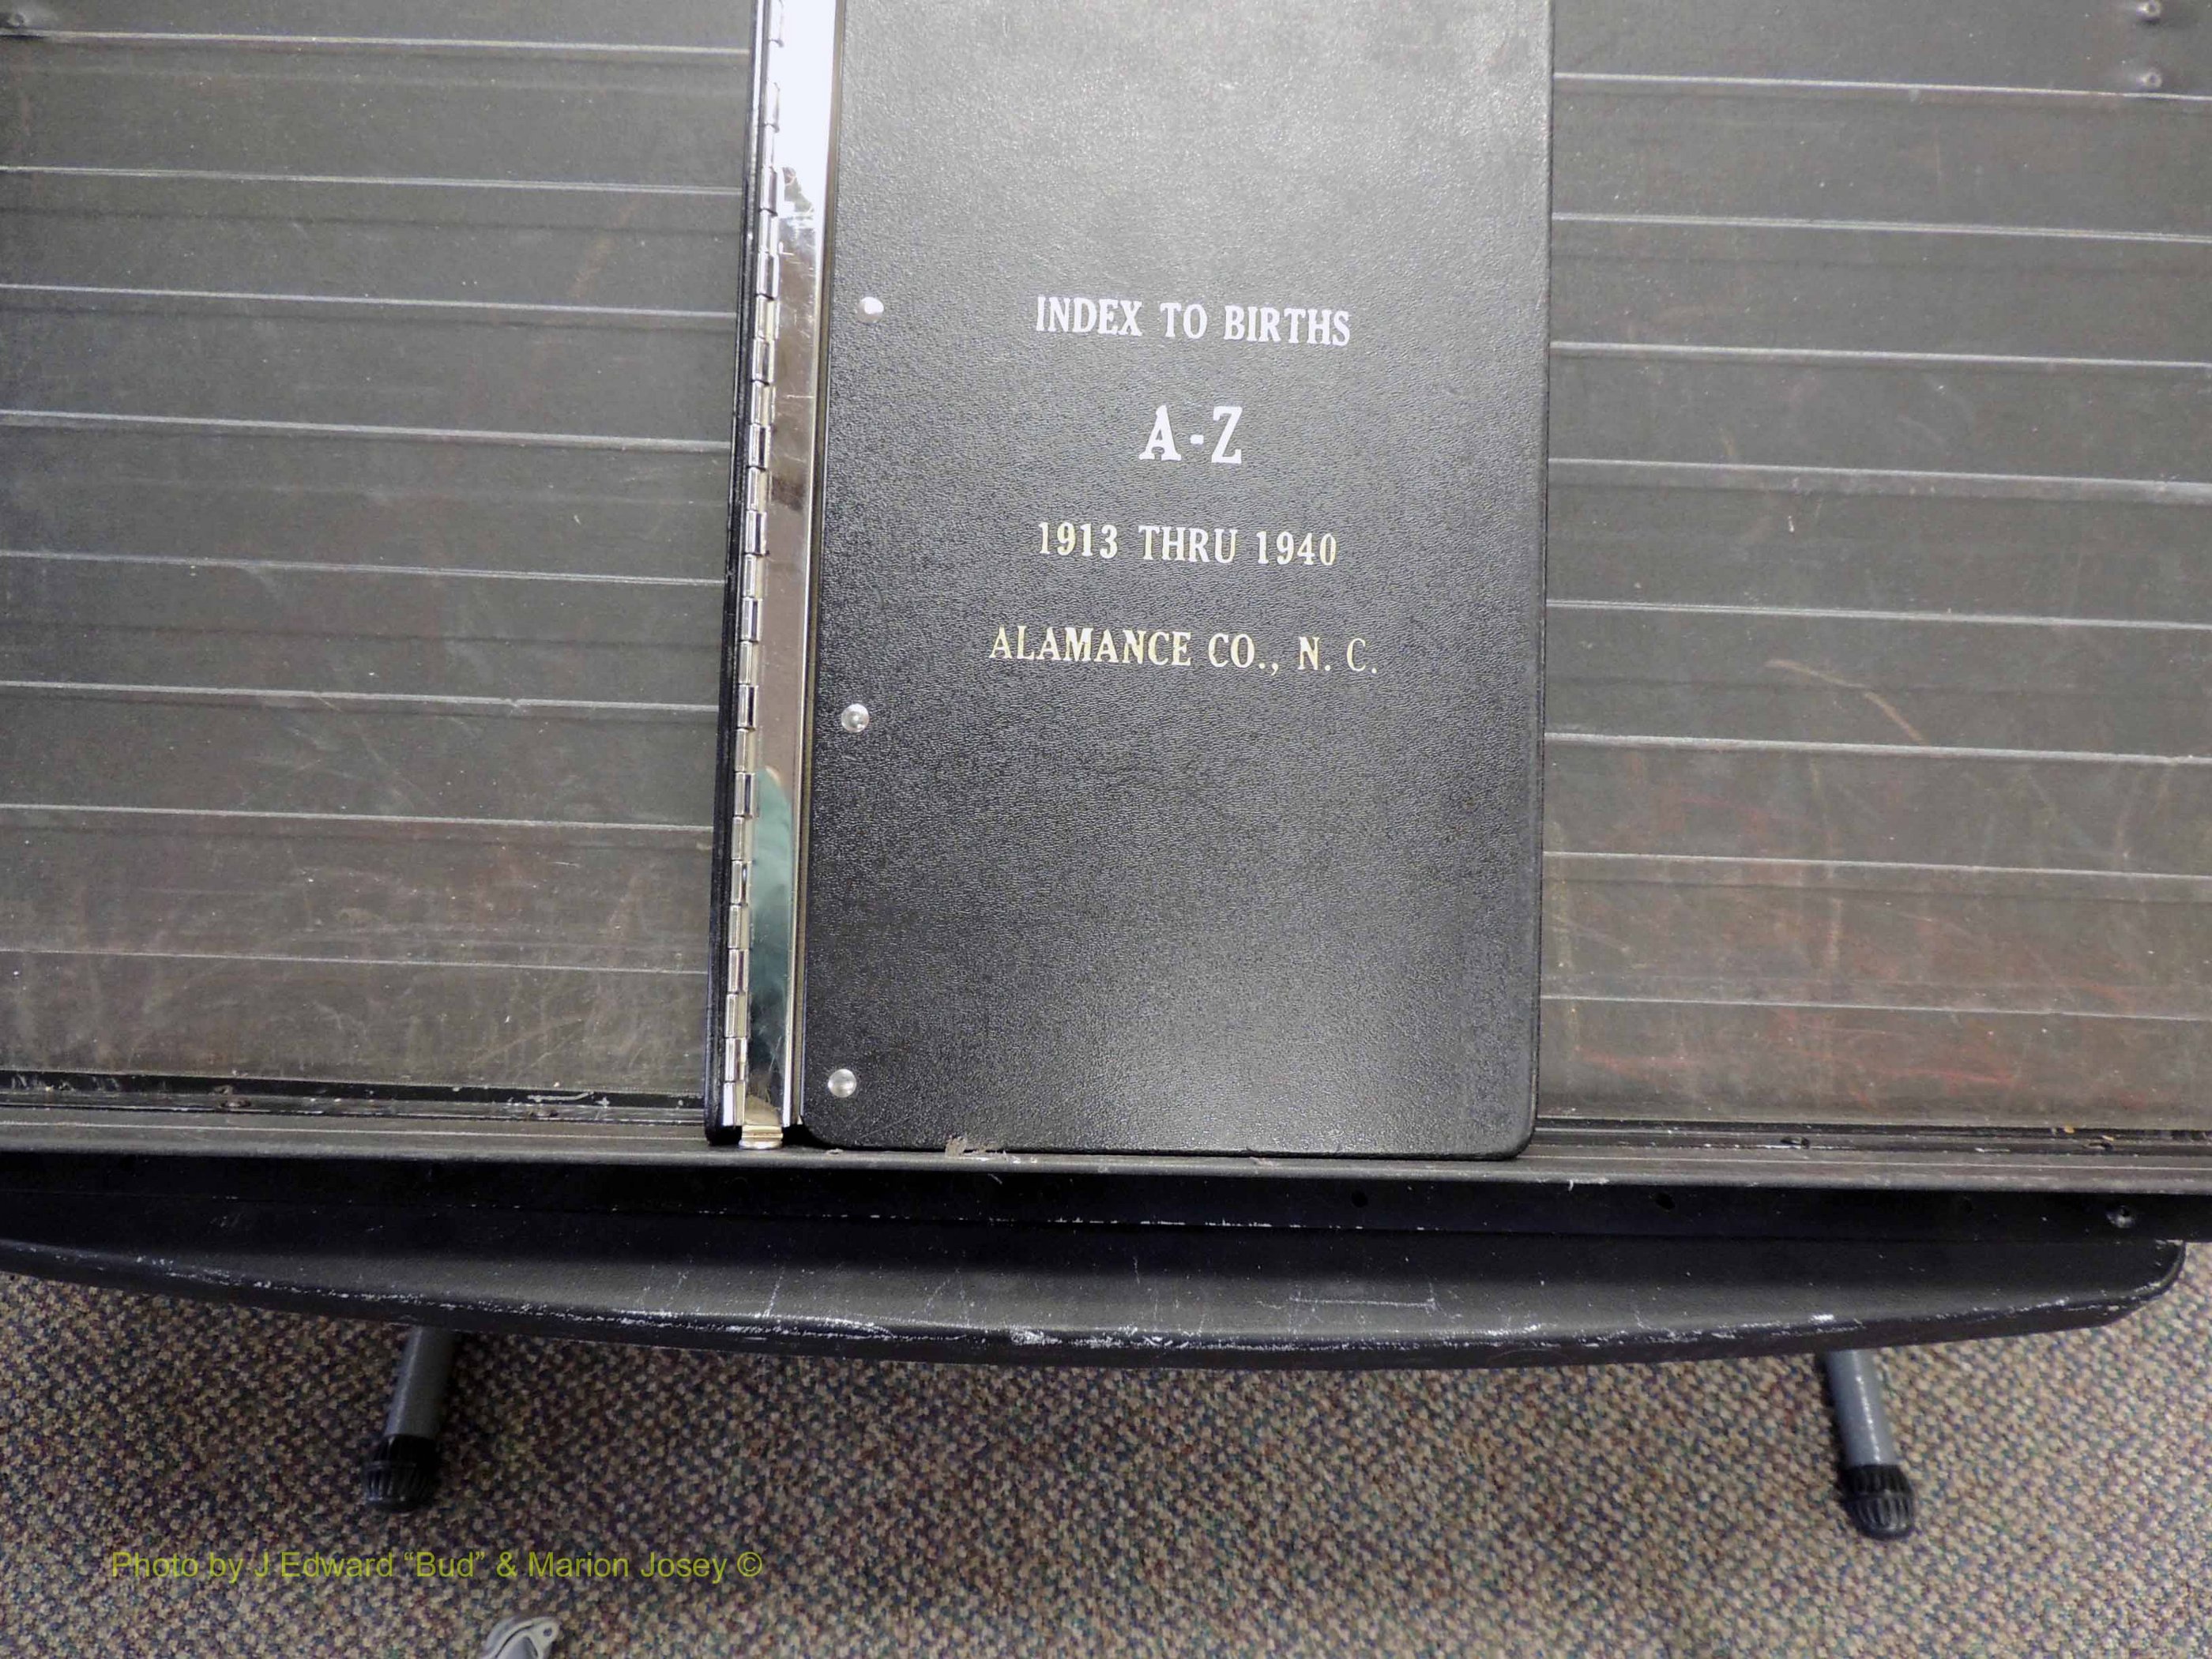 INDEX TO BIRTHS
A-Z
1913 THRU 1940
ALAMANCE CO., N. C.
Photo by J Edward “Bud” & Marion Josey ©